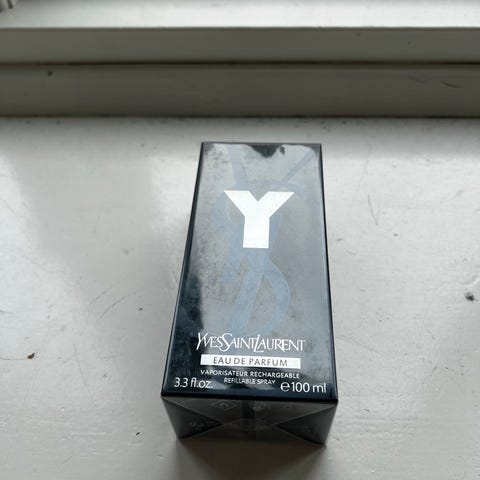 Y
YVESSAINTLAURENT
EAU DE PARFUM
VAPORISATEUR RECHARGEABLE
REFILLABLE SPRAY
3.3 fl.oz. ℮100 ml